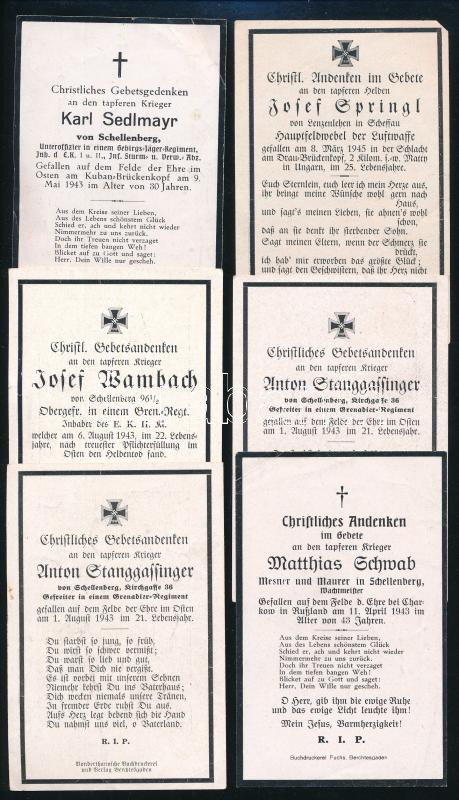 Christliches Gebetsgedenken
an den tapferen Krieger
Karl Sedlmayr
von Schellenberg,
Unteroffizier in einem Gebirgs-Jäger-Regiment,
Inh. d. E.K. I u. II., Inf. Sturm- u. Verw.-Abz.
Gefallen auf dem Felde der Ehre im
Osten am Kuban-Brückenkopf am 9.
Mai 1943 im Alter von 30 Jahren.
Aus dem Kreise seiner Lieben,
Aus des Lebens schönstem Glück
Schied er, ach und kehrt nicht wieder
Nimmermehr zu uns zurück.
Doch ihr Treuen nicht verzaget
In dem tiefen bangen Weh!
Blicket auf zu Gott und saget:
Herr, Dein Wille nur gescheh.
Christl. Andenken im Gebete
an den tapferen Helden
Josef Springl
von Lenzenlehen in Scheffau
Hauptfeldwebel der Luftwaffe
gefallen am 8. März 1945 in der Schlacht
am Drau-Brückenkopf, 2 Kilom. s.-w. Matty
in Ungarn, im 25. Lebensjahre.
Euch Sternlein, euch leer ich mein Herze aus,
ihr bringt meine Wünsche wohl gern nach
Haus,
und sagt's meinen Lieben, sie ahnen's wohl
schon,
daß an sie denkt ihr sterbender Sohn.
Sagt meinen Eltern, wenn der Schmerz sie
drückt,
ich hab' mir erworben das größte Glück;
und sagt den Geschwistern, daß ihr Herz nicht
Christl. Gebetsandenken
an den tapferen Krieger
Josef Wambach
von Schellenberg 96 1/2
Obergefr. in einem Gren.-Regt.
Inhaber des E. K. II. Kl.
welcher am 6. August 1943, im 22. Lebens-
jahre, nach treuester Pflichterfüllung im
Osten den Heldentod fand.
Christliches Gebetsandenken
an den tapferen Krieger
Anton Stanggassinger
von Schellenberg, Kirchgasse 36
Gefreiter in einem Grenadier-Regiment
gefallen auf dem Felde der Ehre im Osten
am 1. August 1943 im 21. Lebensjahr.
Christliches Gebetsandenken
an den tapferen Krieger
Anton Stanggassinger
von Schellenberg, Kirchgasse 36
Gefreiter in einem Grenadier-Regiment
gefallen auf dem Felde der Ehre im Osten
am 1. August 1943 im 21. Lebensjahr.
Du starbst so jung, so früh,
Du wirst so schwer vermißt;
Du warst so lieb und gut,
Daß man Dich nie vergißt.
Es ist vorbei mit unserem Sehnen
Niemehr kehrst Du ins Vaterhaus;
Dich wecken niemals unsre Tränen,
In fremder Erde ruhst Du aus.
Aufs Herz legt bebend sich die Hand
Du nahmst uns viel, o Vaterland.
R. I. P.
Vonderthannsche Buchdruckerei
und Verlag Berchtesgaden
Christliches Andenken
im Gebete
an den tapferen Krieger
Matthias Schwab
Mesner und Maurer in Schellenberg,
Wachtmeister
Gefallen auf dem Felde d. Ehre bei Char-
kow in Rußland am 11. April 1943 im
Alter von 43 Jahren.
Aus dem Kreise seiner Lieben,
Aus des Lebens schönstem Glück
Schied er, ach und kehrt nicht wieder
Nimmermehr zu uns zurück.
Doch ihr Treuen nicht verzaget
In dem tiefen bangen Weh!
Blicket auf zu Gott und saget:
Herr, Dein Wille nur gescheh.
O Herr, gib ihm die ewige Ruhe
und das ewige Licht leuchte ihm!
Mein Jesus, Barmherzigkeit!
R. I. P.
Buchdruckerei Fuchs, Berchtesgaden